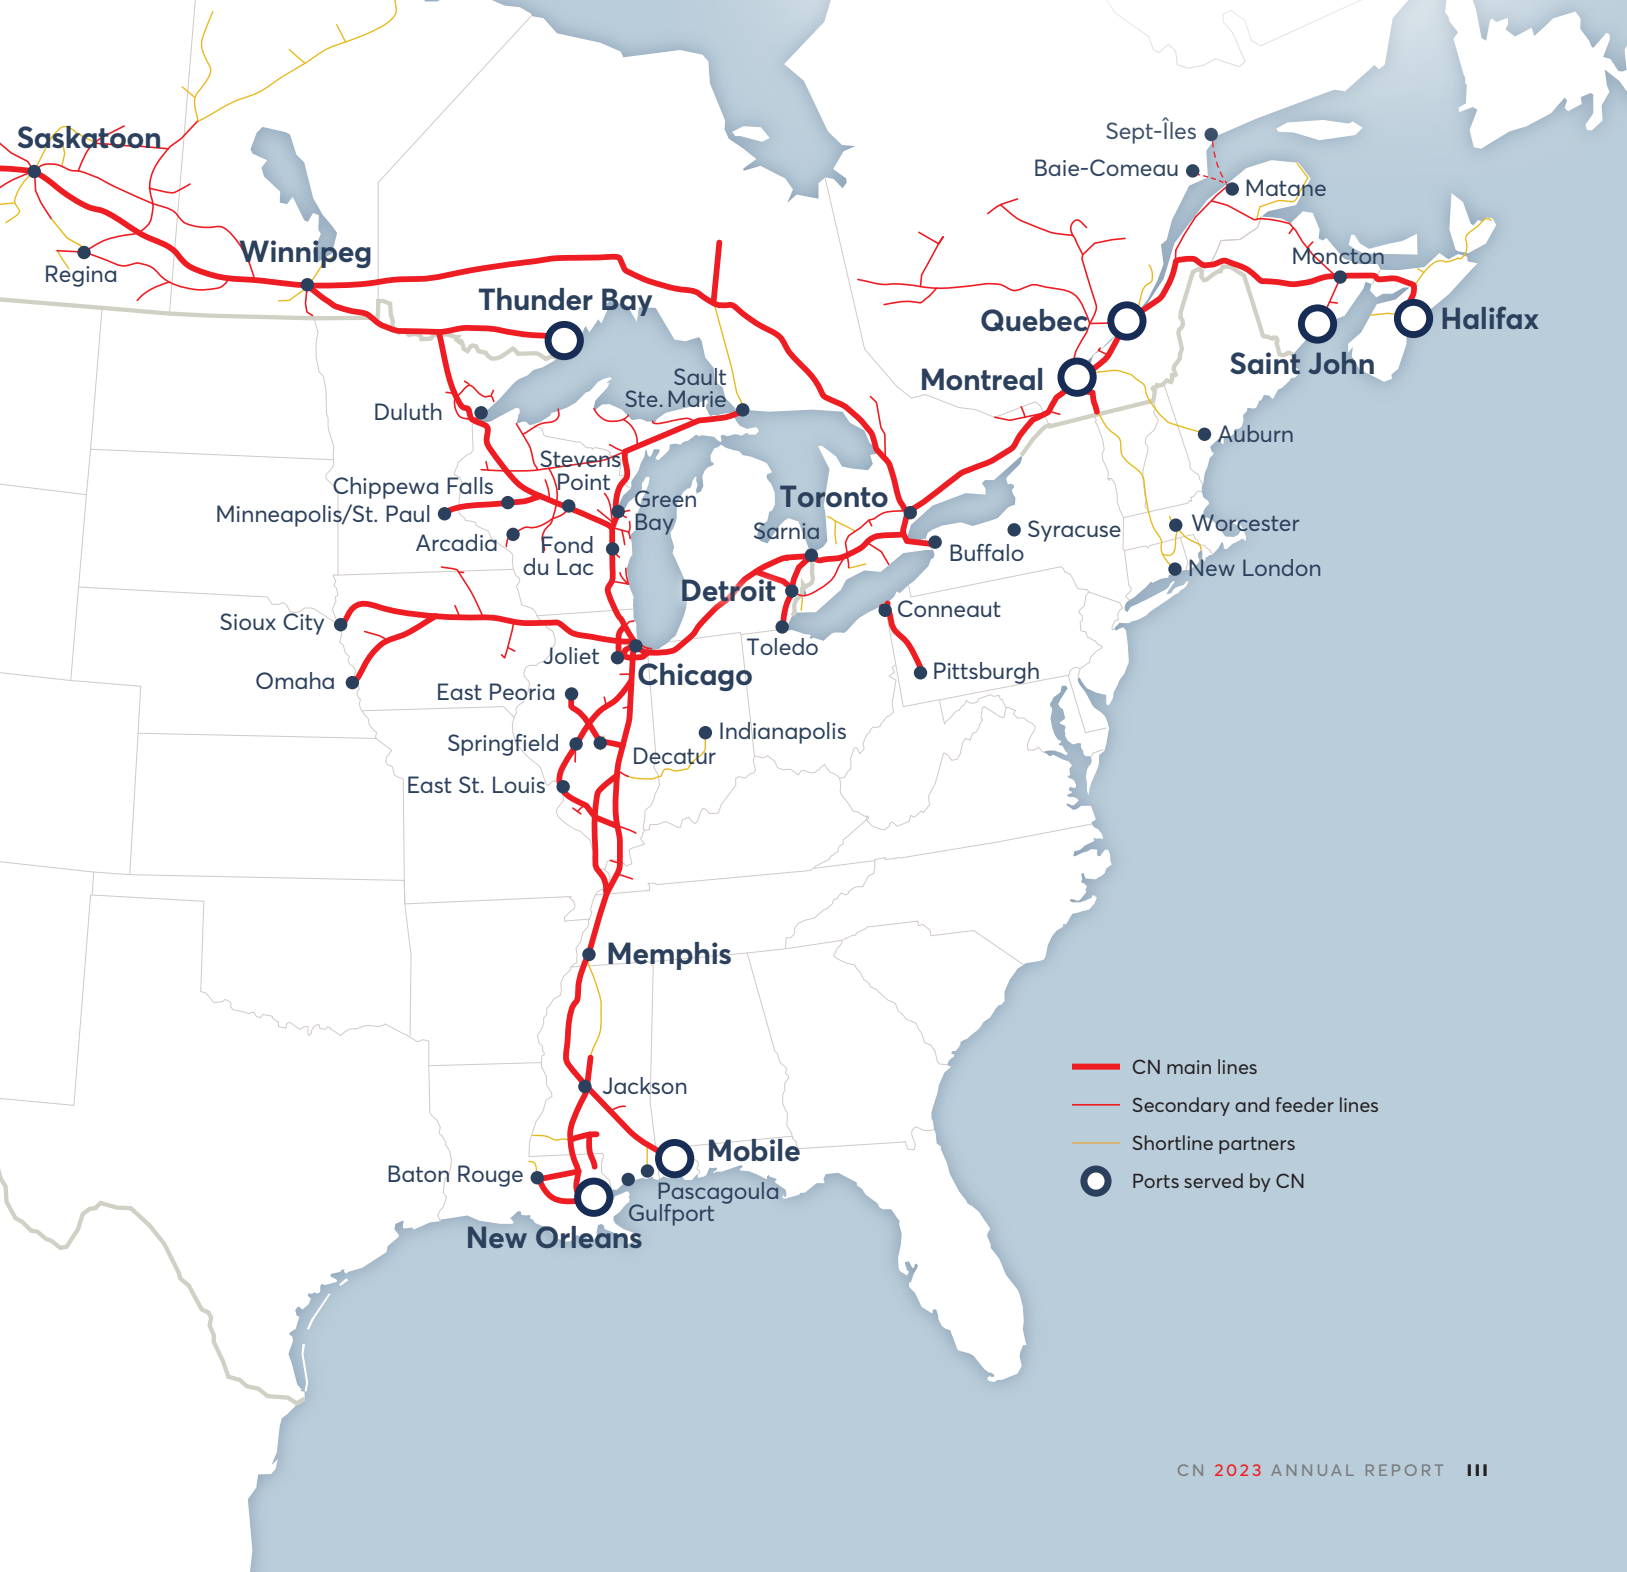 Sept-Îles
Saskatoon
Baie-Comeau
Matane
Winnipeg
Moncton
Regina
Thunder Bay
Quebec
Halifax
Saint John
Sault
Ste. Marie
Montreal
Duluth
Auburn
Stevens
Point
Chippewa Falls
Green
Bay
Toronto
Minneapolis/St. Paul
Worcester
Syracuse
Sarnia
Arcadia
Fond
du Lac
Buffalo
New London
Detroit
Conneaut
Sioux City
Toledo
Joliet
Pittsburgh
Chicago
Omaha
East Peoria
Indianapolis
Springfield
Decatur
East St. Louis
Memphis
CN main lines
Jackson
Secondary and feeder lines
Shortline partners
Mobile
Baton Rouge
Ports served by CN
Pascagoula
Gulfport
New Orleans
CN 2023 ANNUAL REPORT III